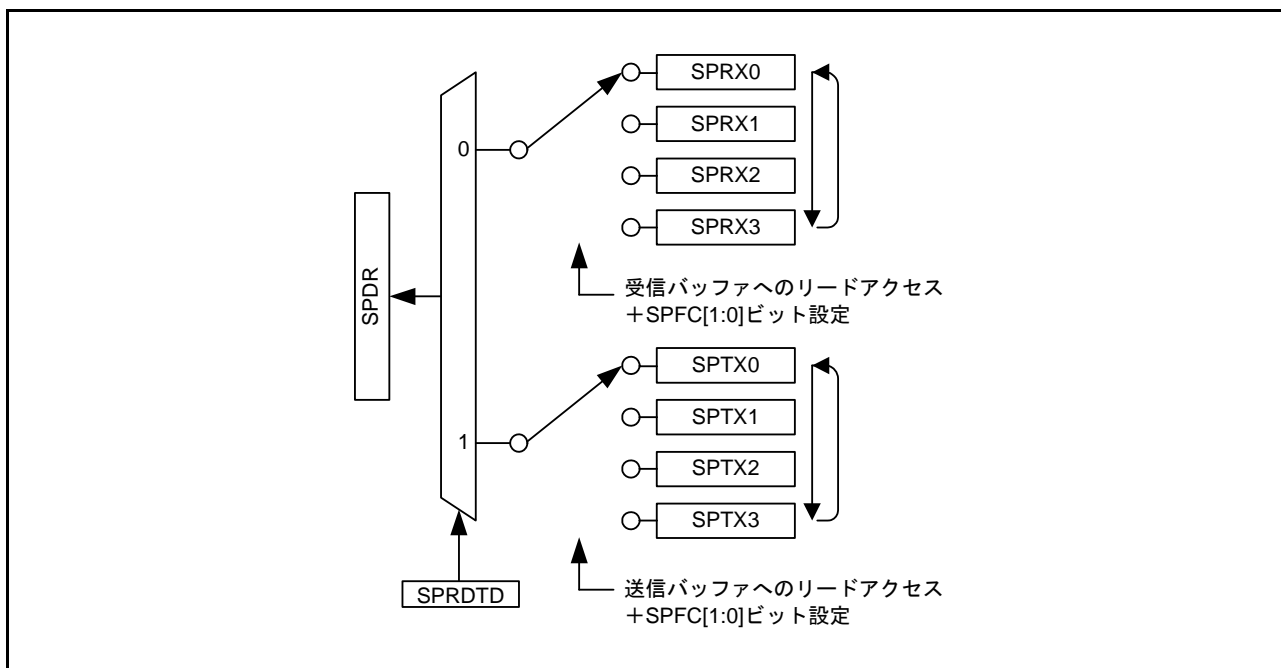 SPRX0
SPRX1
0
SPRX2
SPRX3
SPDR
受信バッファへのリードアクセス
＋SPFC[1:0]ビット設定
SPTX0
SPTX1
1
SPTX2
SPTX3
SPRDTD
送信バッファへのリードアクセス
＋SPFC[1:0]ビット設定